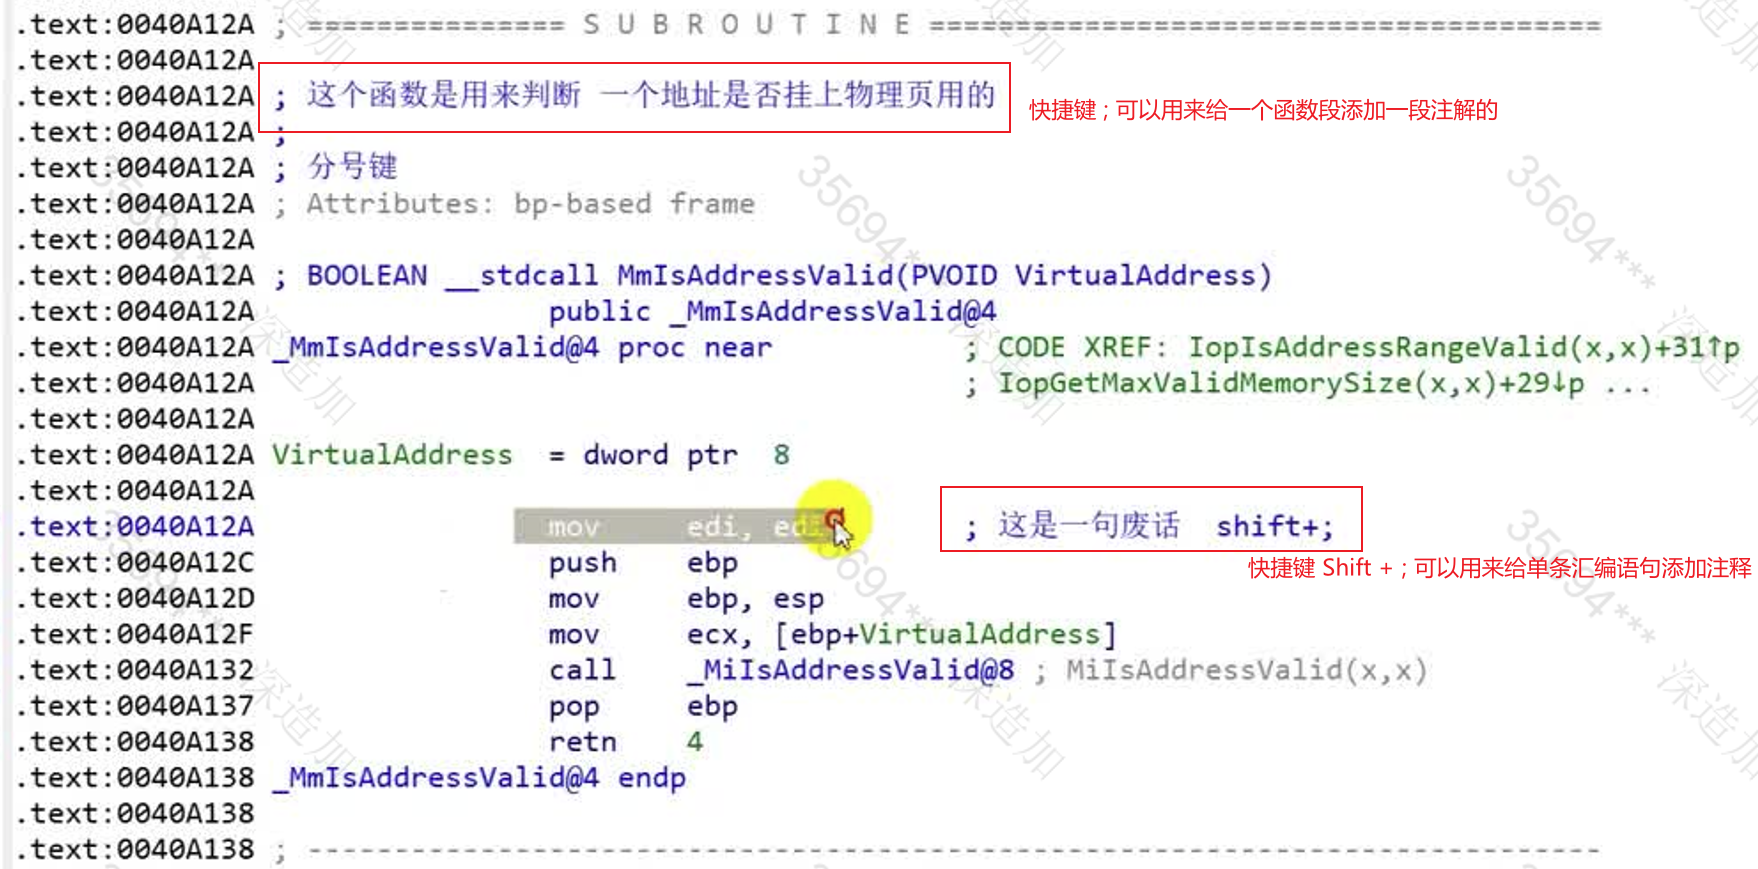 .text:0040A12A ; =============== S U B R O U T I N E =======================================
.text:0040A12A
.text:0040A12A ; 这个函数是用来判断 一个地址是否挂上物理页用的
快捷键 ; 可以用来给一个函数段添加一段注解的
.text:0040A12A ;
.text:0040A12A ; 分号键
.text:0040A12A ; Attributes: bp-based frame
.text:0040A12A
.text:0040A12A ; BOOLEAN __stdcall MmIsAddressValid(PVOID VirtualAddress)
.text:0040A12A public _MmIsAddressValid@4
.text:0040A12A _MmIsAddressValid@4 proc near ; CODE XREF: IopIsAddressRangeValid(x,x)+31↑p
.text:0040A12A ; IopGetMaxValidMemorySize(x,x)+29↓p ...
.text:0040A12A
.text:0040A12A VirtualAddress = dword ptr 8
.text:0040A12A
.text:0040A12A mov edi, edi ; 这是一句废话 shift+;
.text:0040A12C push ebp
快捷键 Shift + ; 可以用来给单条汇编语句添加注释
.text:0040A12D mov ebp, esp
.text:0040A12F mov ecx, [ebp+VirtualAddress]
.text:0040A132 call _MiIsAddressValid@8 ; MiIsAddressValid(x,x)
.text:0040A137 pop ebp
.text:0040A138 retn 4
.text:0040A138 _MmIsAddressValid@4 endp
.text:0040A138
.text:0040A138 ; ---------------------------------------------------------------------------
35694***
深造加